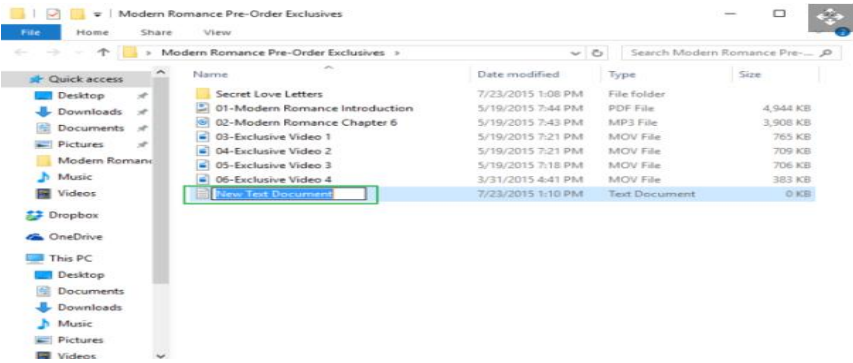 Modern Romance Pre-Order Exclusives
File Home Share View
Modern Romance Pre-Order Exclusives Search Modern Romance Pre-...
Quick access
Desktop
Downloads
Documents
Pictures
Modern Romanc
Music
Videos
Dropbox
OneDrive
This PC
Desktop
Documents
Downloads
Music
Pictures
Videos
Name Date modified Type Size
Secret Love Letters 7/23/2015 1:08 PM File folder
01-Modern Romance Introduction 5/19/2015 7:44 PM PDF File 4,944 KB
02-Modern Romance Chapter 6 5/19/2015 7:43 PM MP3 File 3,908 KB
03-Exclusive Video 1 5/19/2015 7:21 PM MOV File 765 KB
04-Exclusive Video 2 5/19/2015 7:21 PM MOV File 709 KB
05-Exclusive Video 3 5/19/2015 7:18 PM MOV File 706 KB
06-Exclusive Video 4 3/31/2015 4:41 PM MOV File 383 KB
New Text Document 7/23/2015 1:10 PM Text Document 0 KB